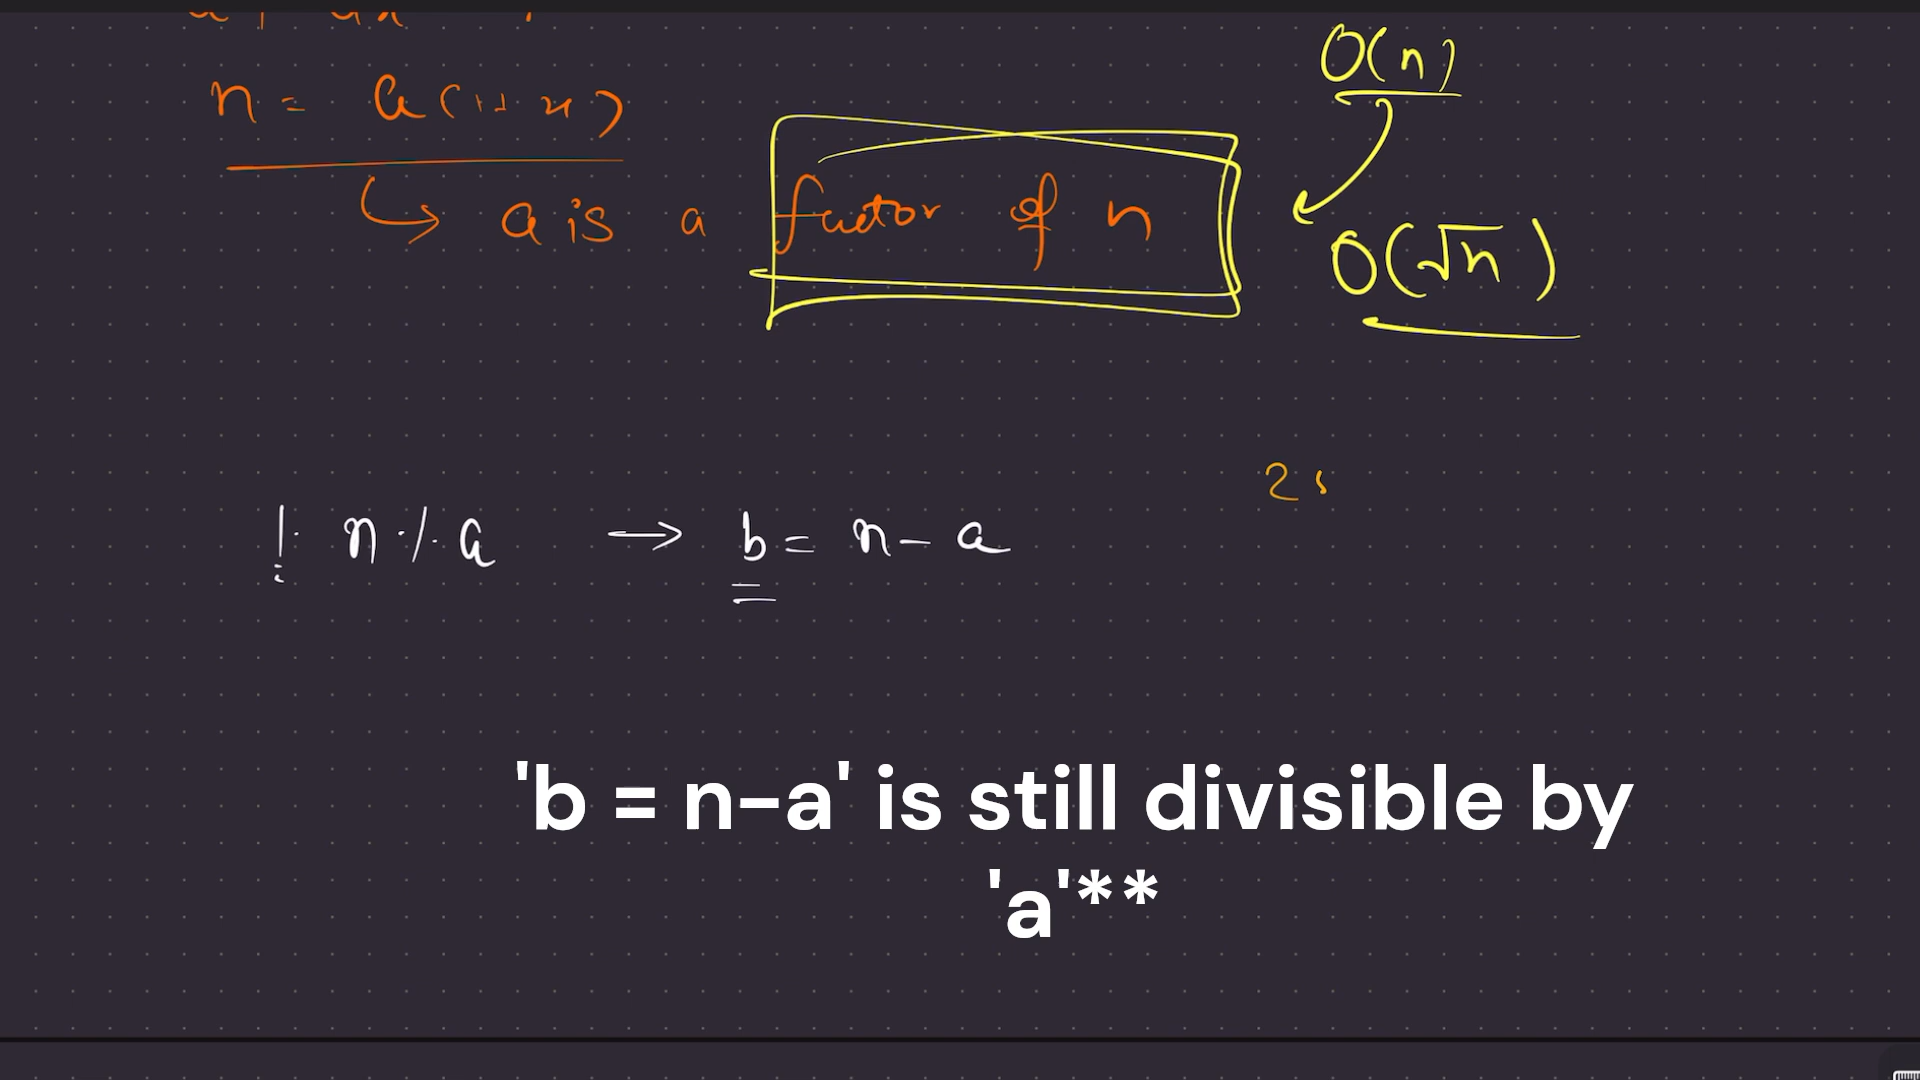 n = a(1+x)
a is a factor of n
O(n)
O(√n)
2
! n % a → b = n - a
'b = n-a' is still divisible by
'a'**